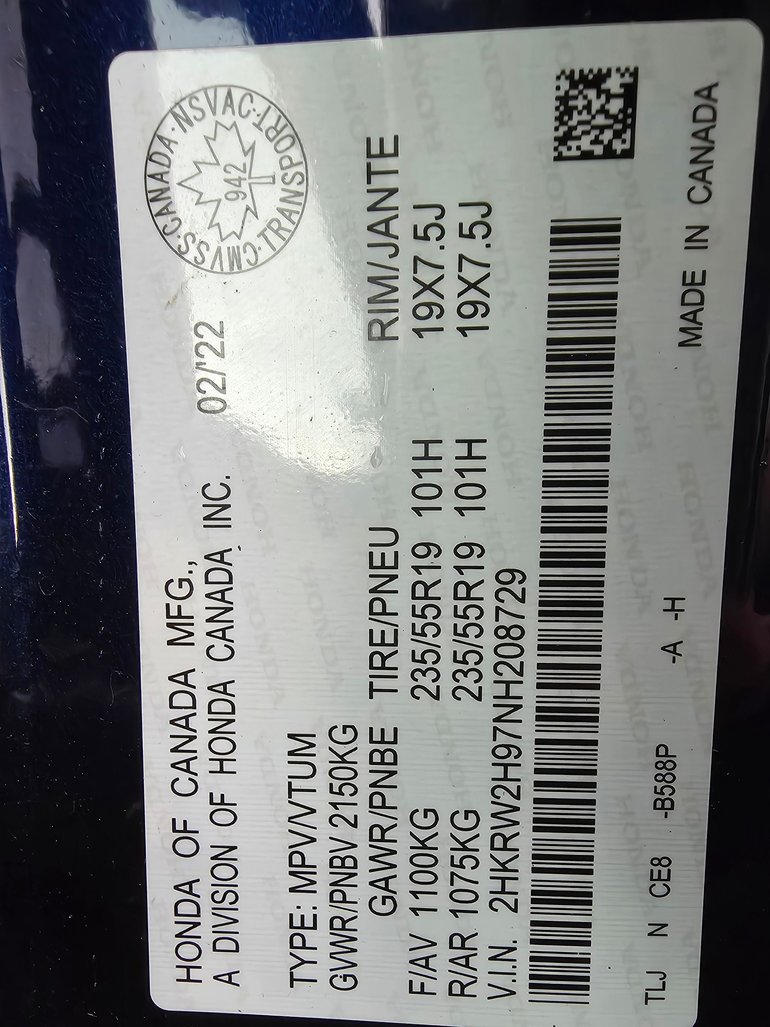 HONDA OF CANADA MFG.,
A DIVISION OF HONDA CANADA, INC. 02/'22
CMVSS·CANADA·NSVAC·TRANSPORT·
942
TYPE: MPV/VTUM
GVWR/PNBV 2150KG
GAWR/PNBE TIRE/PNEU RIM/JANTE
F/AV 1100KG 235/55R19 101H 19X7.5J
R/AR 1075KG 235/55R19 101H 19X7.5J
V.I.N. 2HKRW2H97NH208729
TLJ N CE8 -B588P -A -H MADE IN CANADA